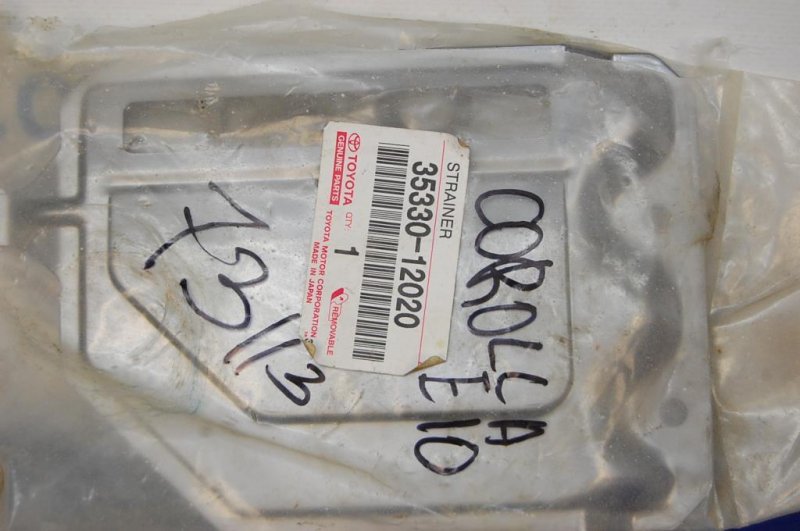 STRAINER
35330-12020
TOYOTA
GENUINE PARTS
QTY.
1
REMOVABLE
TOYOTA MOTOR CORPORATION
MADE IN JAPAN
COROLLA
E10